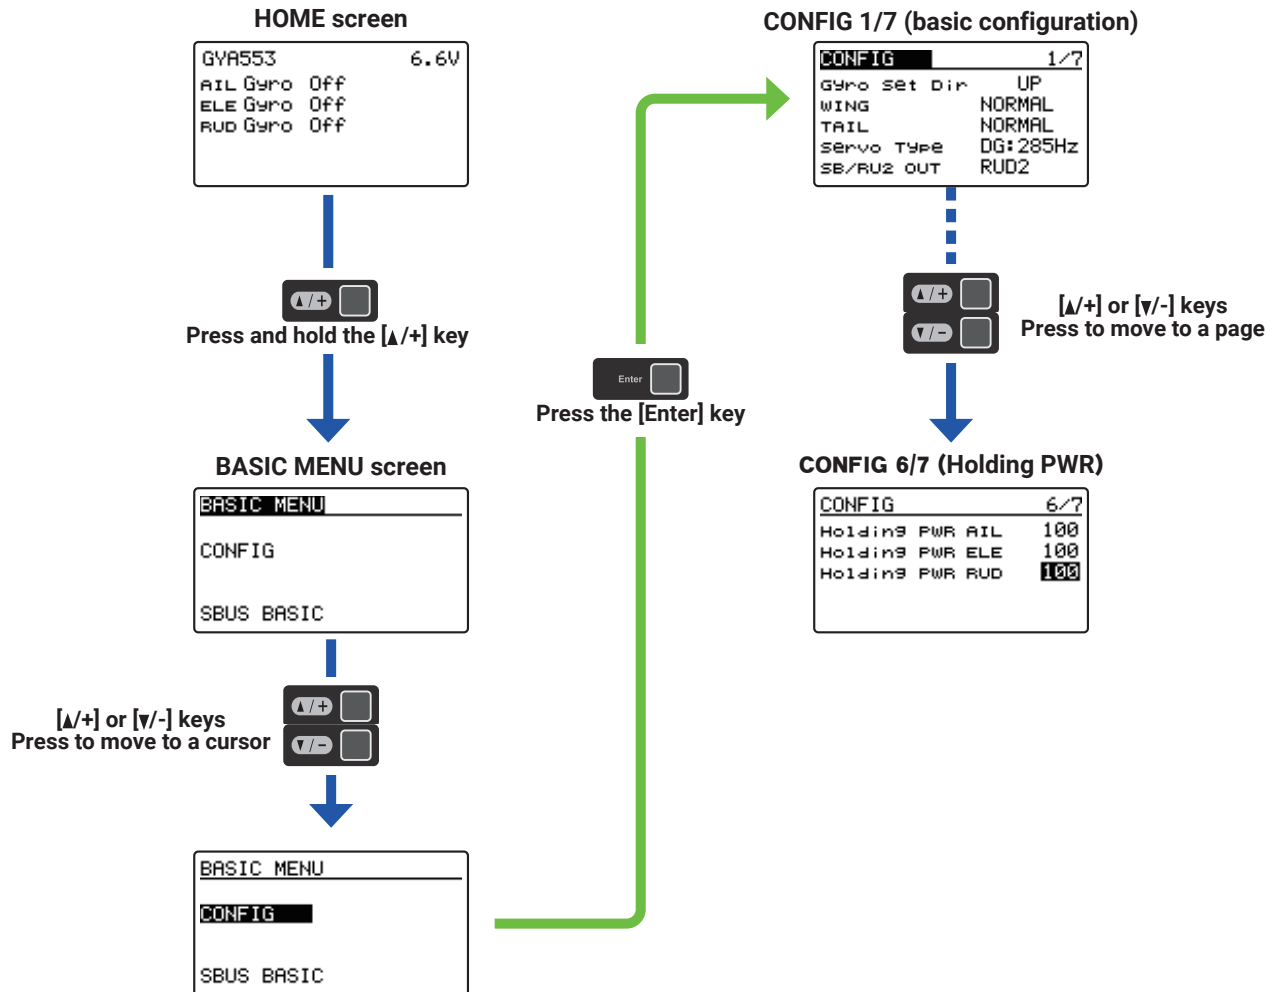 HOME screen
GYA553 6.6V
AIL Gyro Off
ELE Gyro Off
RUD Gyro Off
▲/+
Press and hold the [▲/+] key
BASIC MENU screen
BASIC MENU
CONFIG
SBUS BASIC
[▲/+] or [▼/-] keys
Press to move to a cursor
▲/+
▼/−
BASIC MENU
CONFIG
SBUS BASIC
Enter
Press the [Enter] key
CONFIG 1/7 (basic configuration)
CONFIG 1/7
Gyro Set Dir UP
WING NORMAL
TAIL NORMAL
Servo Type DG:285Hz
SB/RU2 OUT RUD2
▲/+
▼/−
[▲/+] or [▼/-] keys
Press to move to a page
CONFIG 6/7 (Holding PWR)
CONFIG 6/7
Holding PWR AIL 100
Holding PWR ELE 100
Holding PWR RUD 100